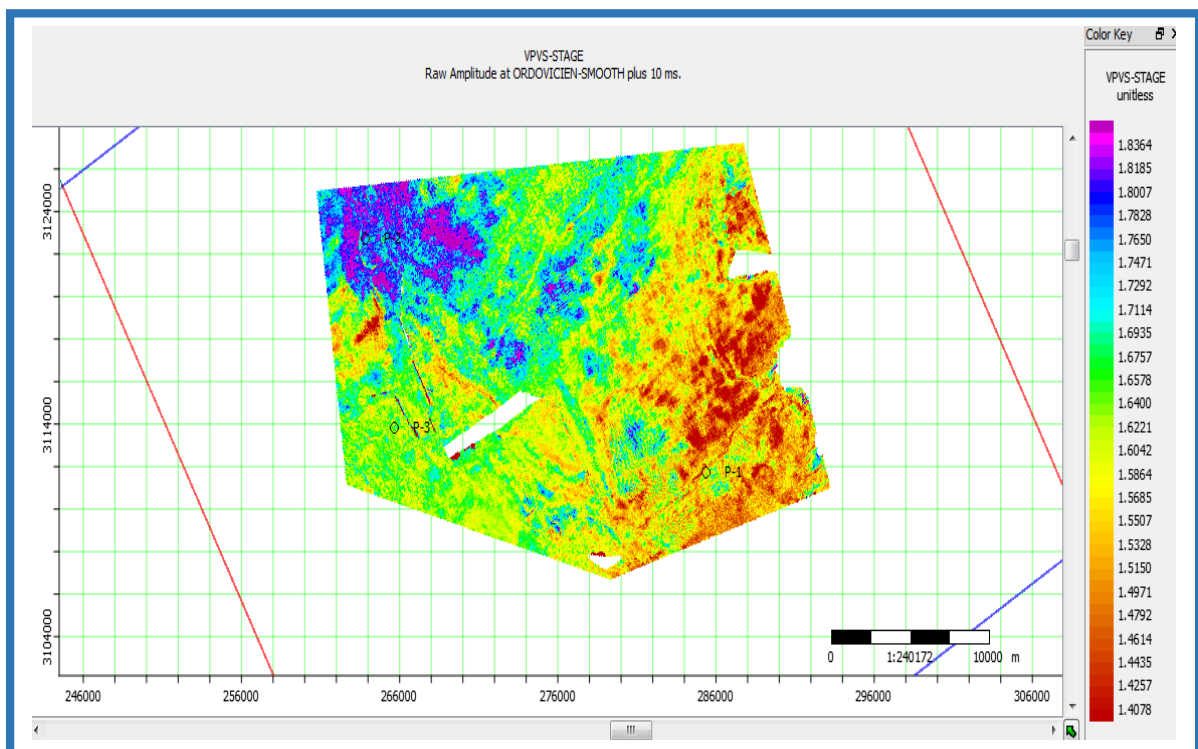 Color Key
VPVS-STAGE
Raw Amplitude at ORDOVICIEN-SMOOTH plus 10 ms.
VPVS-STAGE
unitless
1.8364
1.8185
1.8007
1.7828
1.7650
1.7471
1.7292
1.7114
1.6935
1.6757
1.6578
1.6400
1.6221
1.6042
1.5864
1.5685
1.5507
1.5328
1.5150
1.4971
1.4792
1.4614
1.4435
1.4257
1.4078
3124000
3114000
3104000
P-2
P-3
P-1
0 1:240172 10000 m
246000 256000 266000 276000 286000 296000 306000